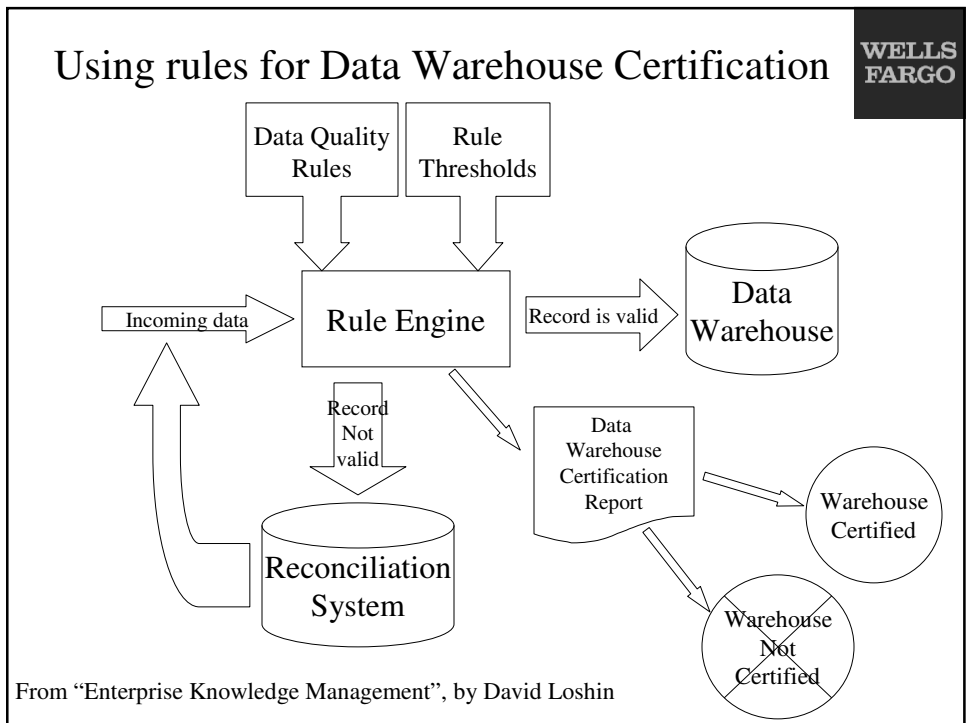 Using rules for Data Warehouse Certification
WELLS
FARGO
Data Quality
Rules
Rule
Thresholds
Incoming data
Rule Engine
Record is valid
Data
Warehouse
Record
Not
valid
Data
Warehouse
Certification
Report
Warehouse
Certified
Reconciliation
System
Warehouse
Not
Certified
From “Enterprise Knowledge Management”, by David Loshin